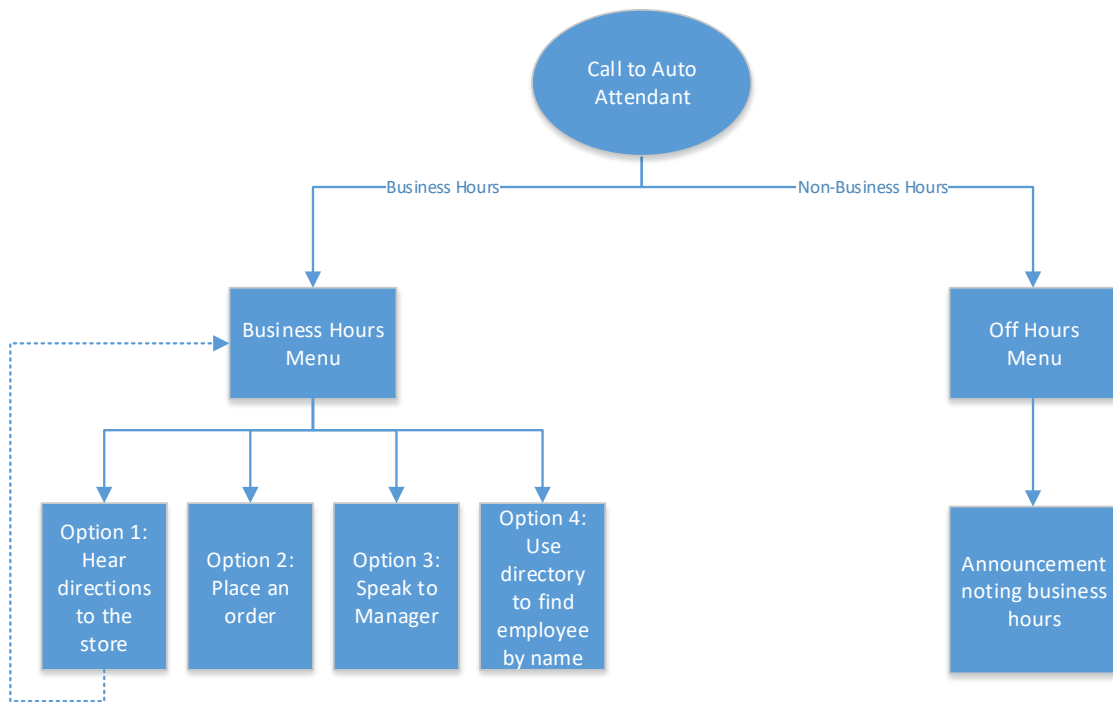 Call to Auto
Attendant
Business Hours
Non-Business Hours
Business Hours
Menu
Off Hours
Menu
Option 1:
Hear
directions
to the
store
Option 2:
Place an
order
Option 3:
Speak to
Manager
Option 4:
Use
directory
to find
employee
by name
Announcement
noting business
hours